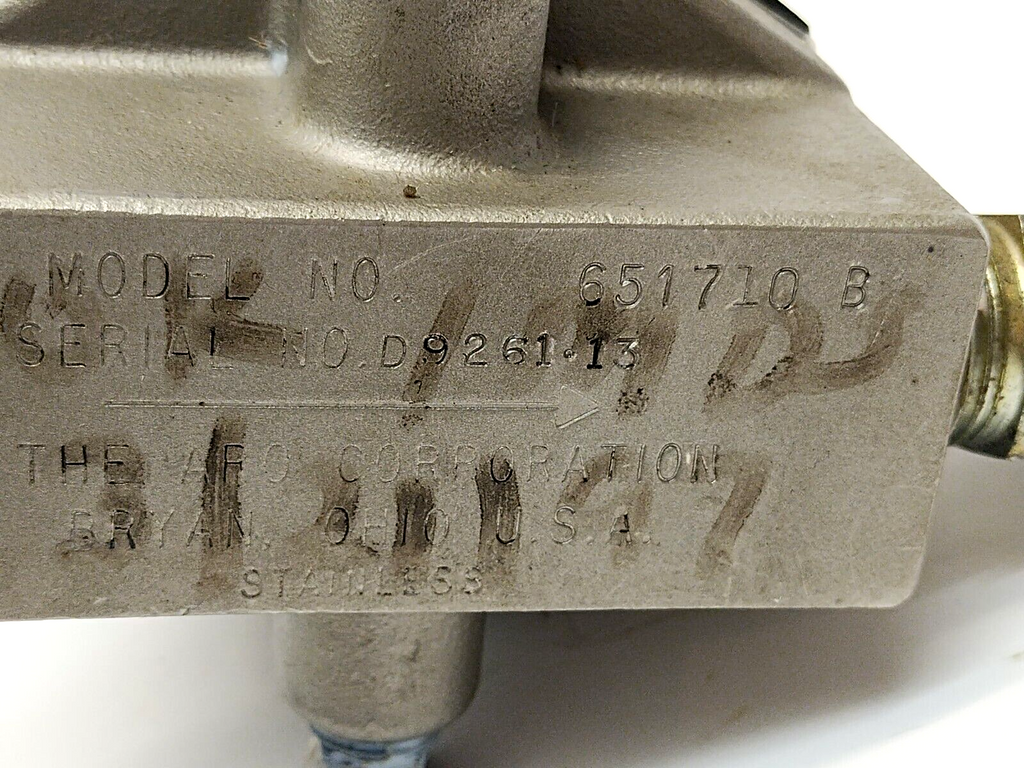 MODEL NO. 651710 B
SERIAL NO. D9261·13
THE ARO CORPORATION
BRYAN, OHIO U.S.A.
STAINLESS